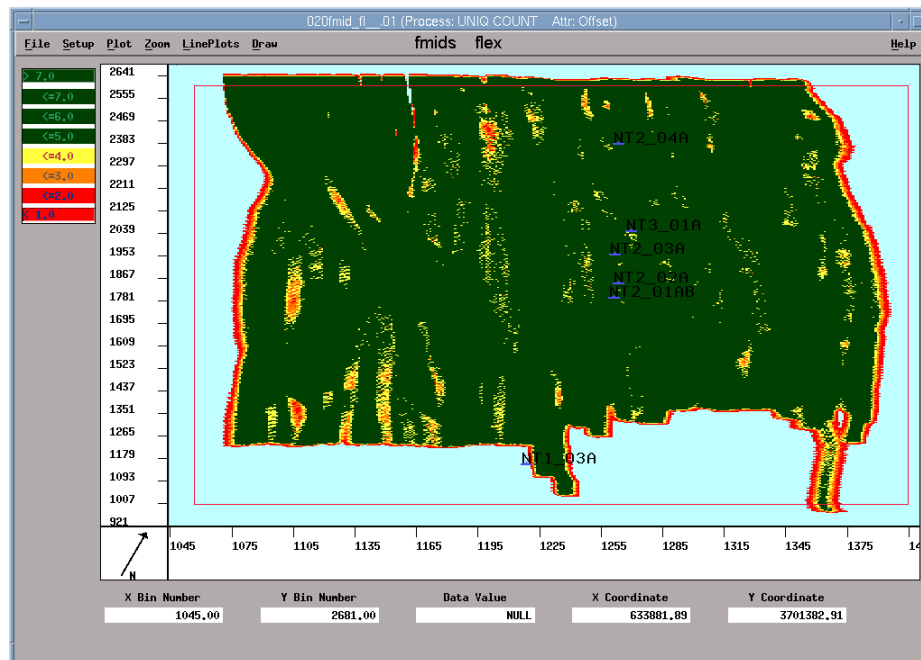 020fmid_fl__.01 (Process: UNIQ COUNT Attr: Offset)
File Setup Plot Zoom LinePlots Draw fmids flex Help
> 7.0
<=7.0
<=6.0
<=5.0
<=4.0
<=3.0
<=2.0
< 1.0
2641
2555
2469
2383
2297
2211
2125
2039
1953
1867
1781
1695
1609
1523
1437
1351
1265
1179
1093
1007
921
NT2_04A
NT3_01A
NT2_03A
NT2_02A
NT2_01AB
NT1_03A
1045 1075 1105 1135 1165 1195 1225 1255 1285 1315 1345 1375
N
X Bin Number Y Bin Number Data Value X Coordinate Y Coordinate
1045.00 2681.00 NULL 633881.89 3701382.91